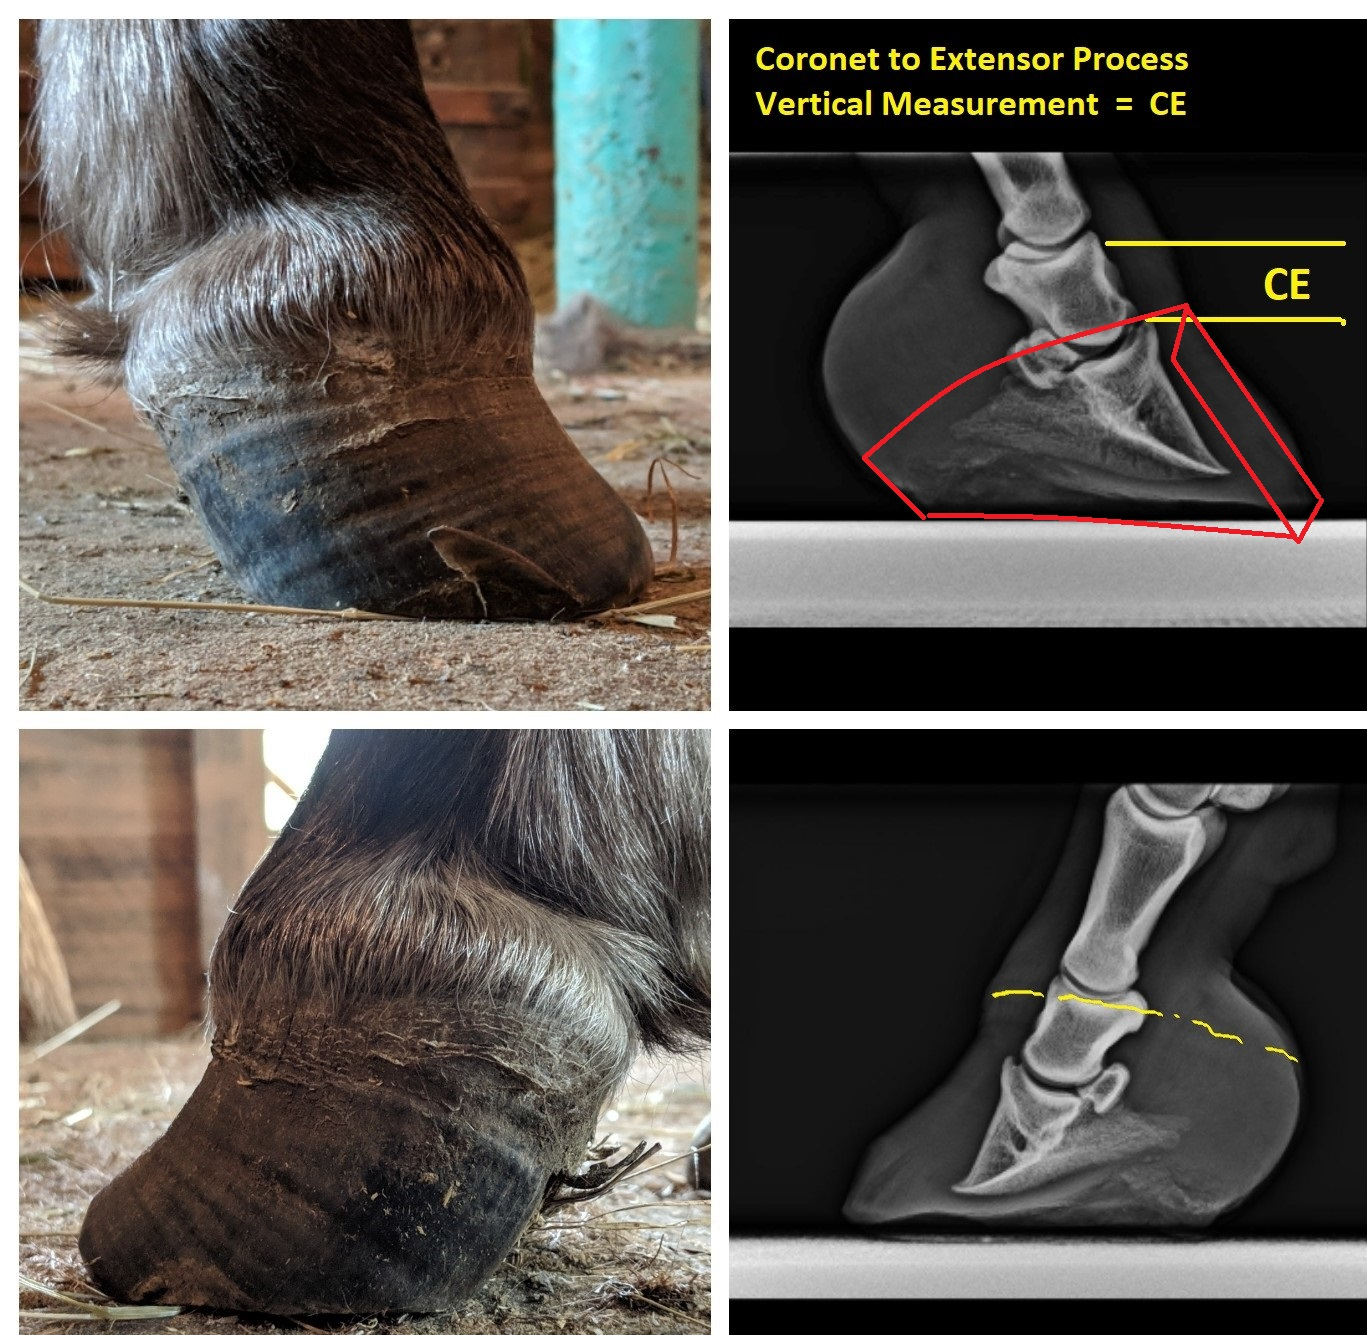 Coronet to Extensor Process
Vertical Measurement = CE
CE